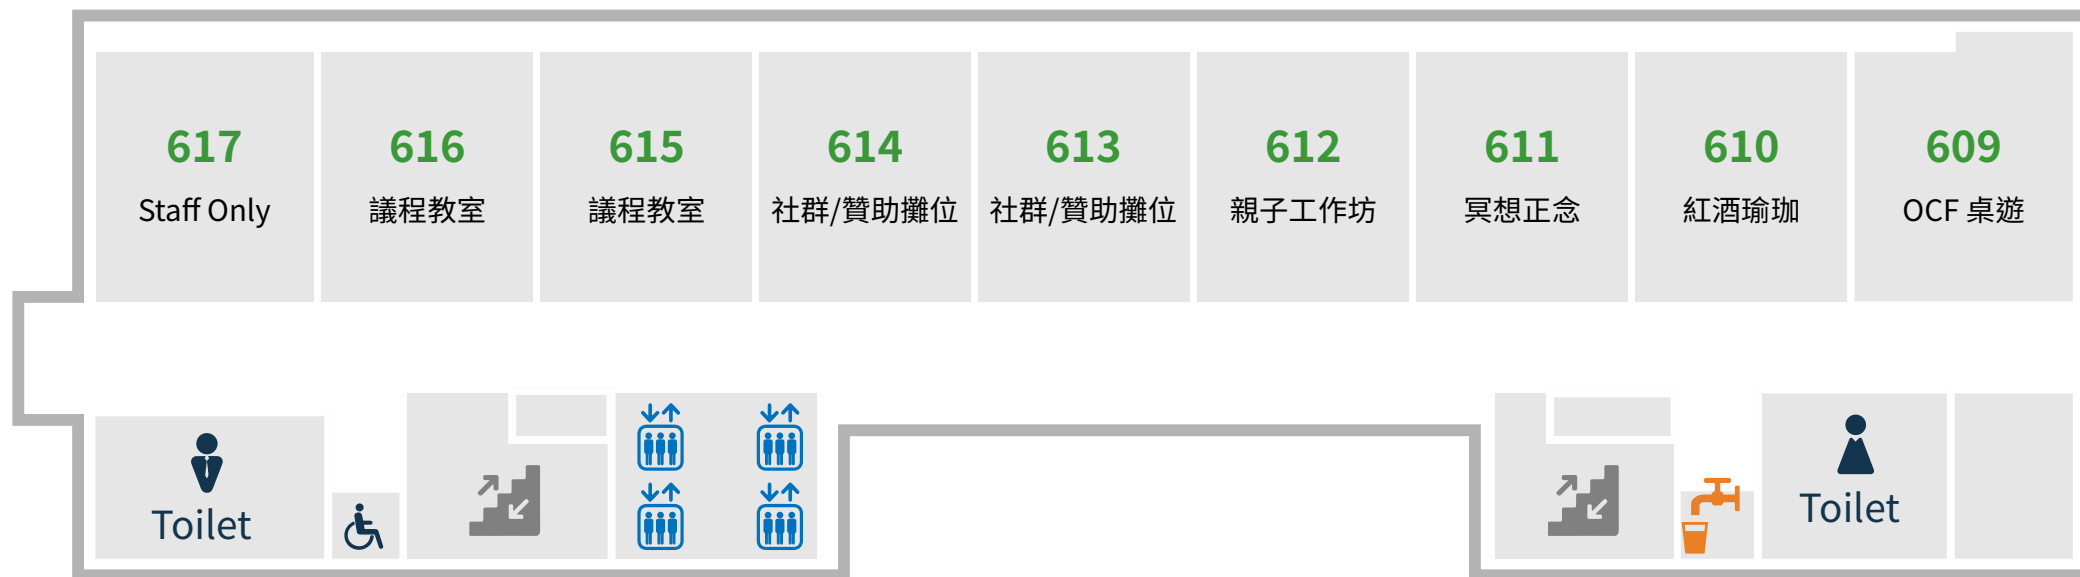 617
Staff Only
616
議程教室
615
議程教室
614
社群/贊助攤位
613
社群/贊助攤位
612
親子工作坊
611
冥想正念
610
紅酒瑜珈
609
OCF 桌遊
Toilet
Toilet